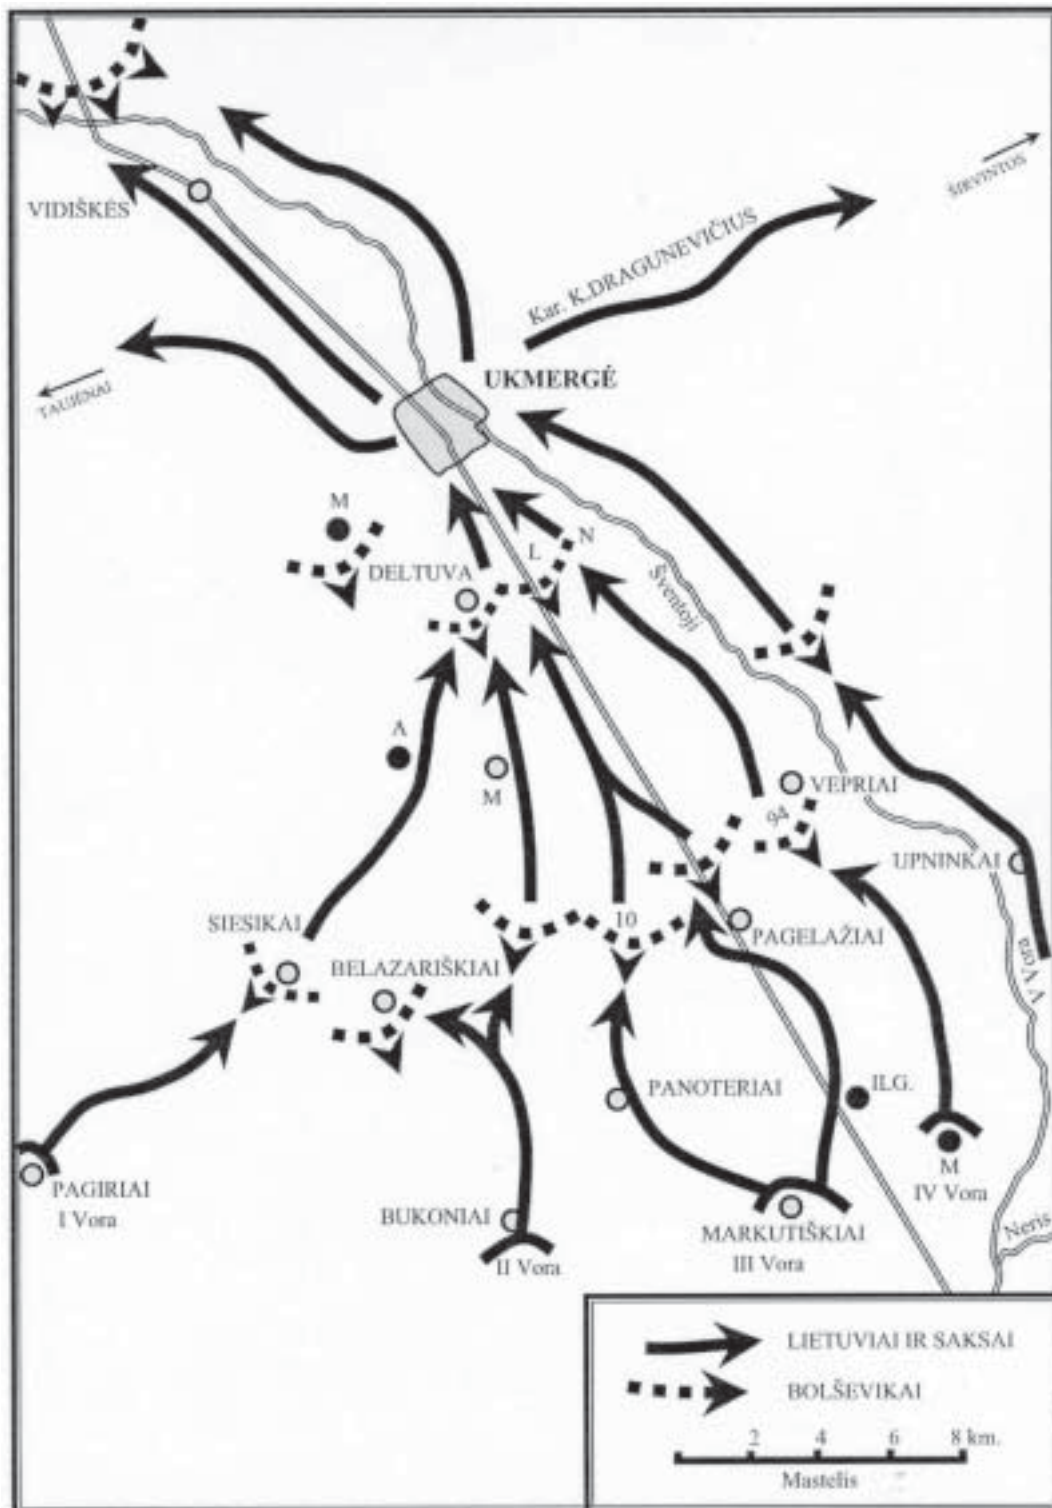 ŠIRVINTOS
VIDIŠKĖS
Kar. K.DRAGUNEVIČIUS
UKMERGĖ
TAUJENAI
M
N
L
DELTUVA
Šventoji
A
M
VEPRIAI
94
UPNINKAI
SIESIKAI
10
PAGELAŽIAI
BELAZARIŠKIAI
V Vora
PANOTERIAI
ILG.
PAGIRIAI
I Vora
M
IV Vora
BUKONIAI
II Vora
MARKUTIŠKIAI
III Vora
Neris
LIETUVIAI IR SAKSAI
BOLŠEVIKAI
2 4 6 8 km.
Mastelis